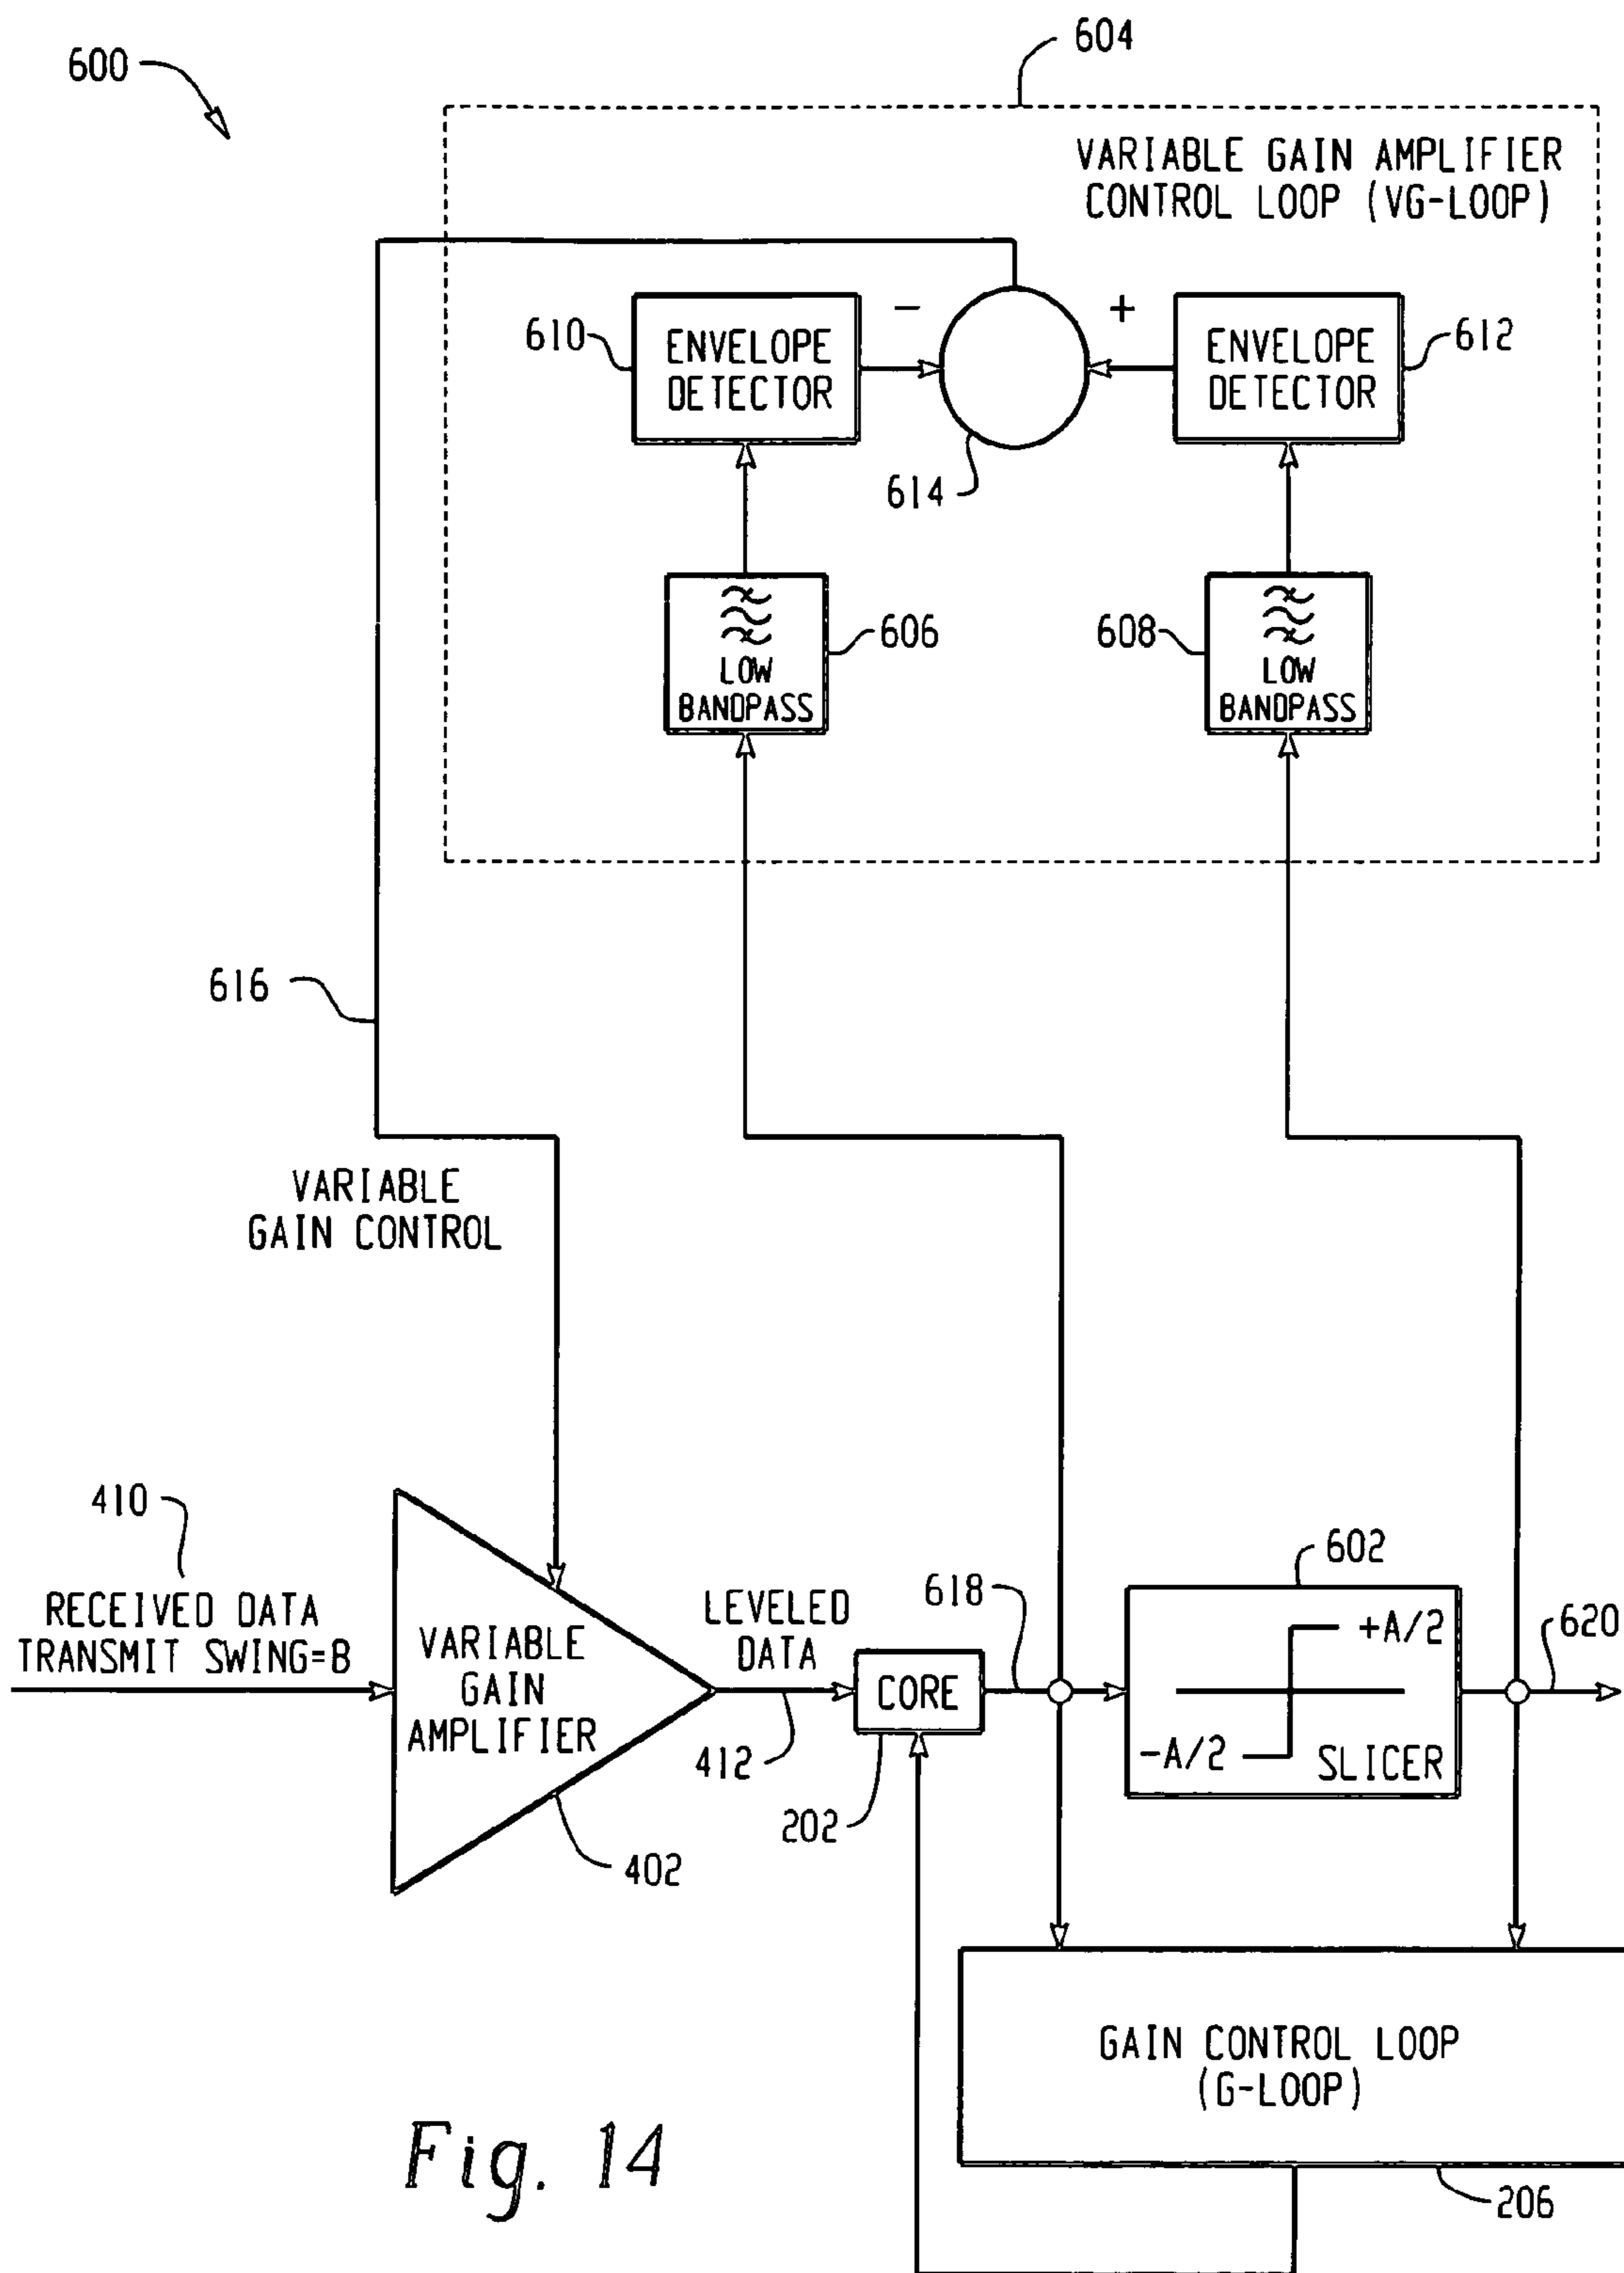 604
600
VARIABLE GAIN AMPLIFIER
CONTROL LOOP (VG-LOOP)
610
ENVELOPE
DETECTOR
-
+
ENVELOPE
DETECTOR
612
614
LOW
BANDPASS
606
608
LOW
BANDPASS
616
VARIABLE
GAIN CONTROL
410
RECEIVED DATA
TRANSMIT SWING=B
VARIABLE
GAIN
AMPLIFIER
402
LEVELED
DATA
412
CORE
202
618
602
+A/2
-A/2
SLICER
620
GAIN CONTROL LOOP
(G-LOOP)
206
Fig. 14